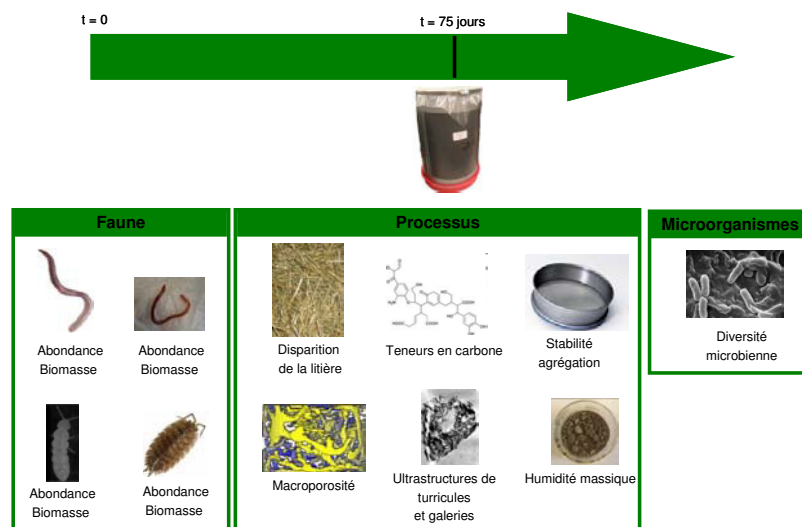 t = 0
t = 75 jours
Faune
Abondance
Biomasse
Abondance
Biomasse
Abondance
Biomasse
Abondance
Biomasse
Processus
Disparition
de la litière
Teneurs en carbone
Stabilité
agrégation
Macroporosité
Ultrastructures de
turricules
et galeries
Humidité massique
Microorganismes
Diversité
microbienne